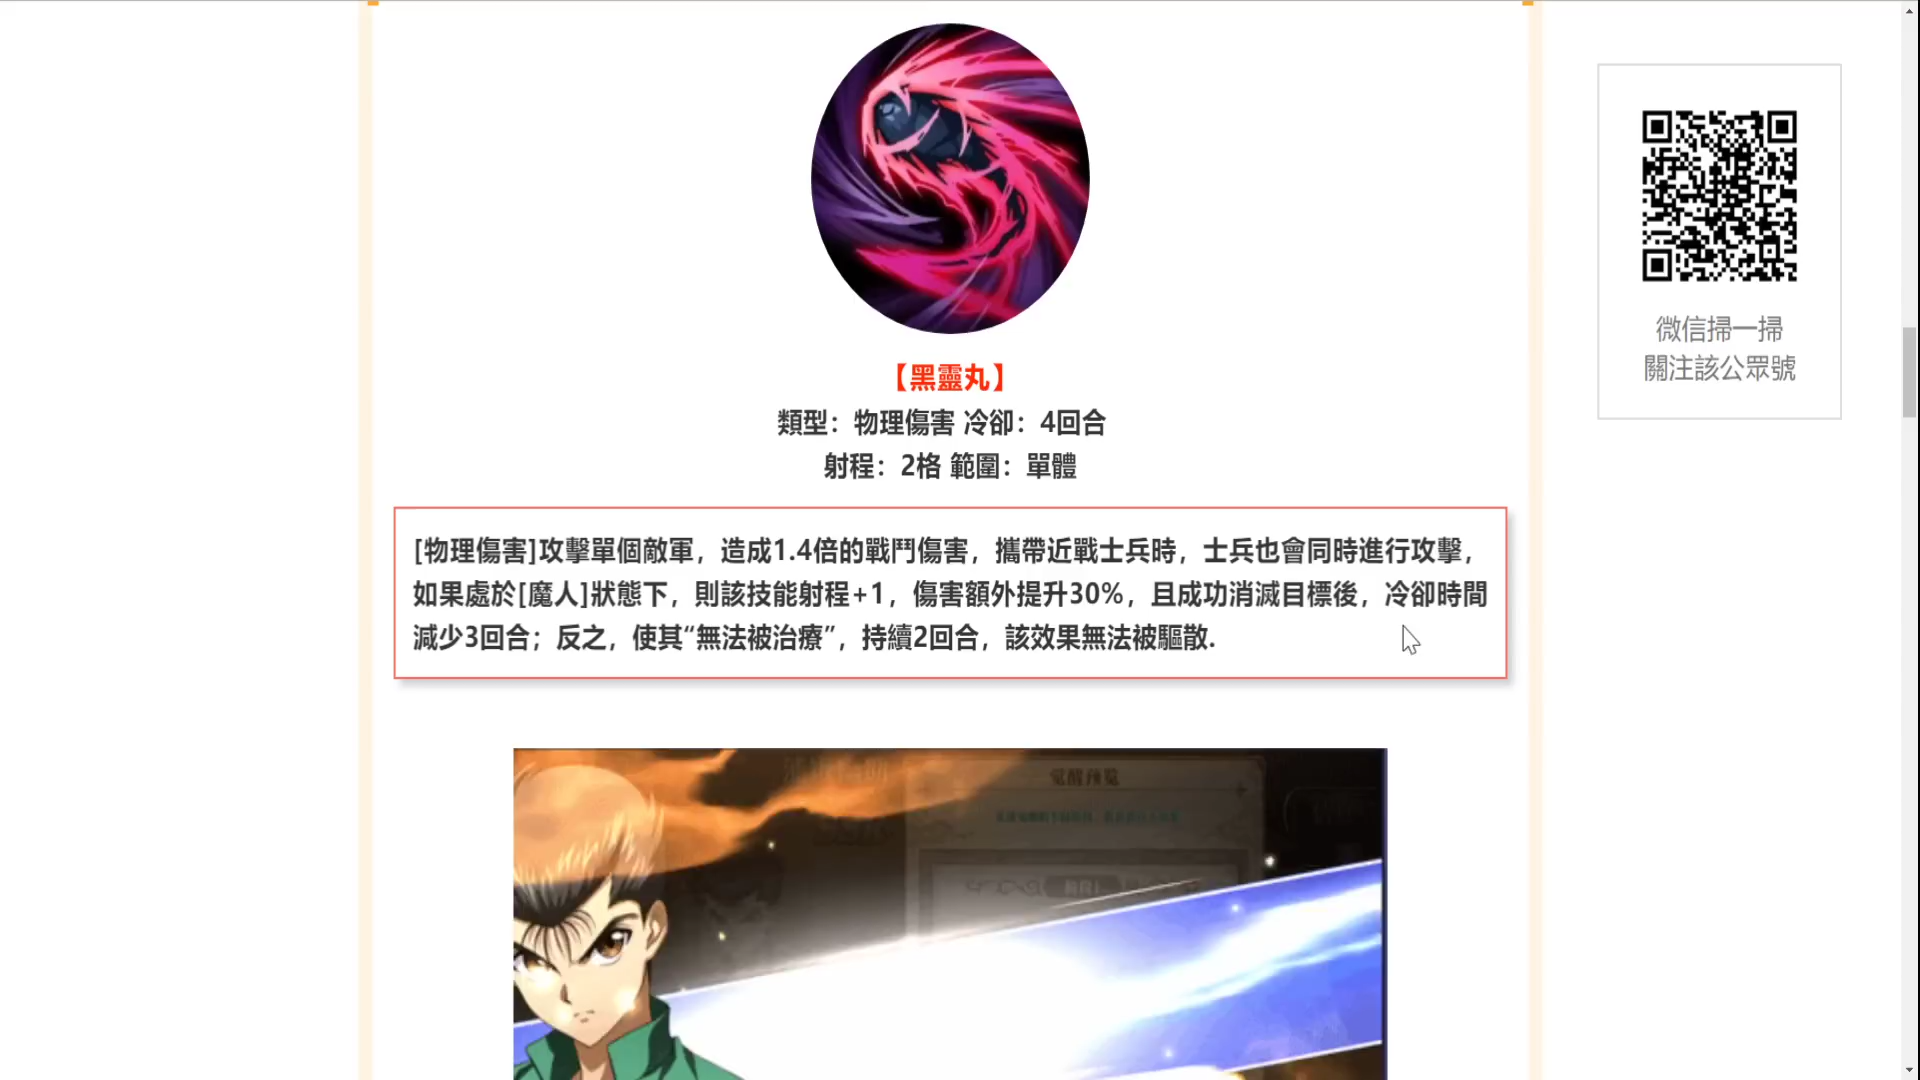 【黑靈丸】
類型：物理傷害 冷卻：4回合
射程：2格 範圍：單體
[物理傷害]攻擊單個敵軍，造成1.4倍的戰鬥傷害，攜帶近戰士兵時，士兵也會同時進行攻擊，
如果處於[魔人]狀態下，則該技能射程+1，傷害額外提升30%，且成功消滅目標後，冷卻時間
減少3回合；反之，使其“無法被治療”，持續2回合，該效果無法被驅散.
微信掃一掃
關注該公眾號
觉醒预览